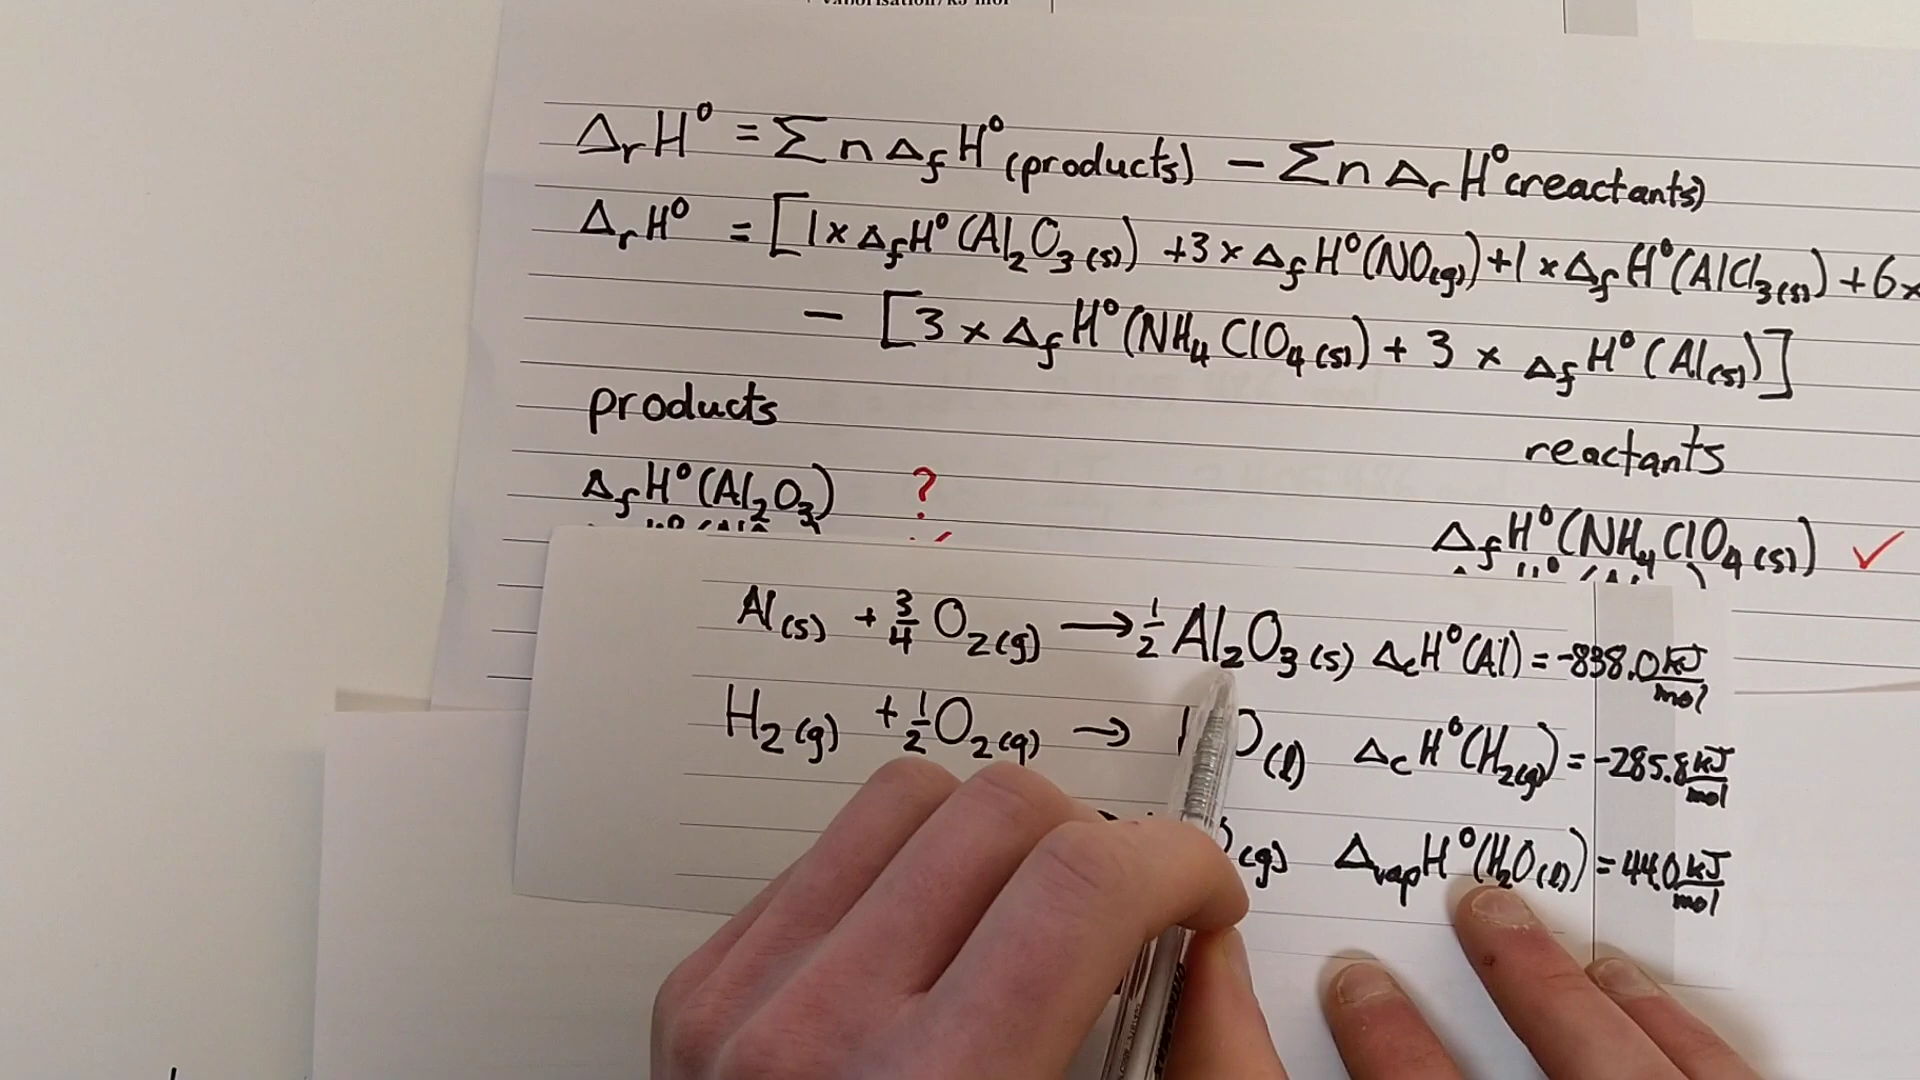 ΔrH° = Σ n ΔfH°(products) − Σ n ΔrH°(reactants)
ΔrH° = [1 × ΔfH°(Al₂O₃(s)) + 3 × ΔfH°(NO(g)) + 1 × ΔfH°(AlCl₃(s)) + 6 ×
− [3 × ΔfH°(NH₄ClO₄(s)) + 3 × ΔfH°(Al(s))]
products
reactants
ΔfH°(Al₂O₃) ?
ΔfH°(NH₄ClO₄(s)) ✓
Al(s) + 3/4 O₂(g) → 1/2 Al₂O₃(s) ΔcH°(Al) = -838.0 kJ/mol
H₂(g) + 1/2 O₂(g) → O(l) ΔcH°(H₂(g)) = -285.8 kJ/mol
(g) ΔvapH°(H₂O(l)) = 44.0 kJ/mol